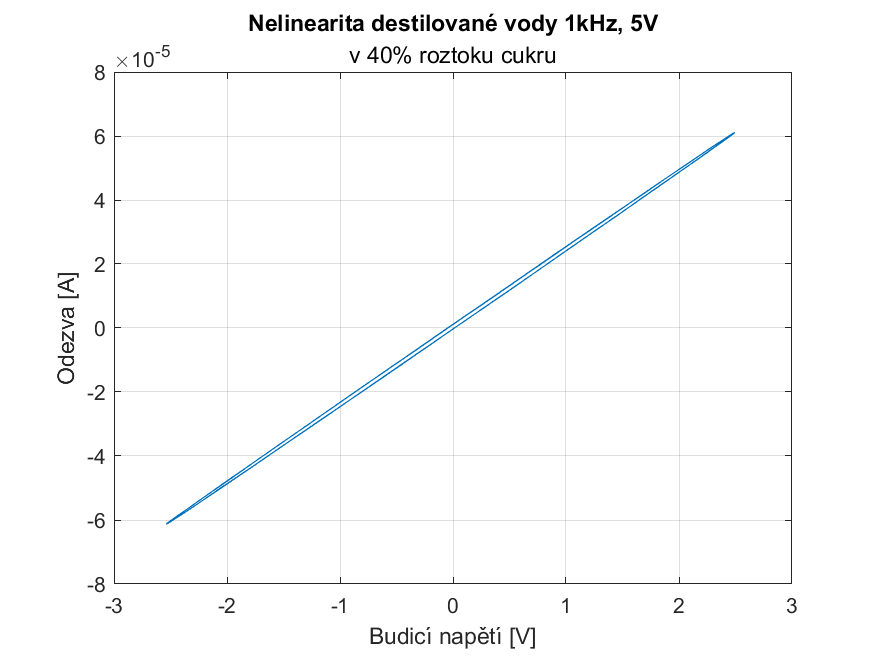 Nelinearita destilované vody 1kHz, 5V
v 40% roztoku cukru
×10-5
8
6
4
2
0
-2
-4
-6
-8
Odezva [A]
-3 -2 -1 0 1 2 3
Budicí napětí [V]